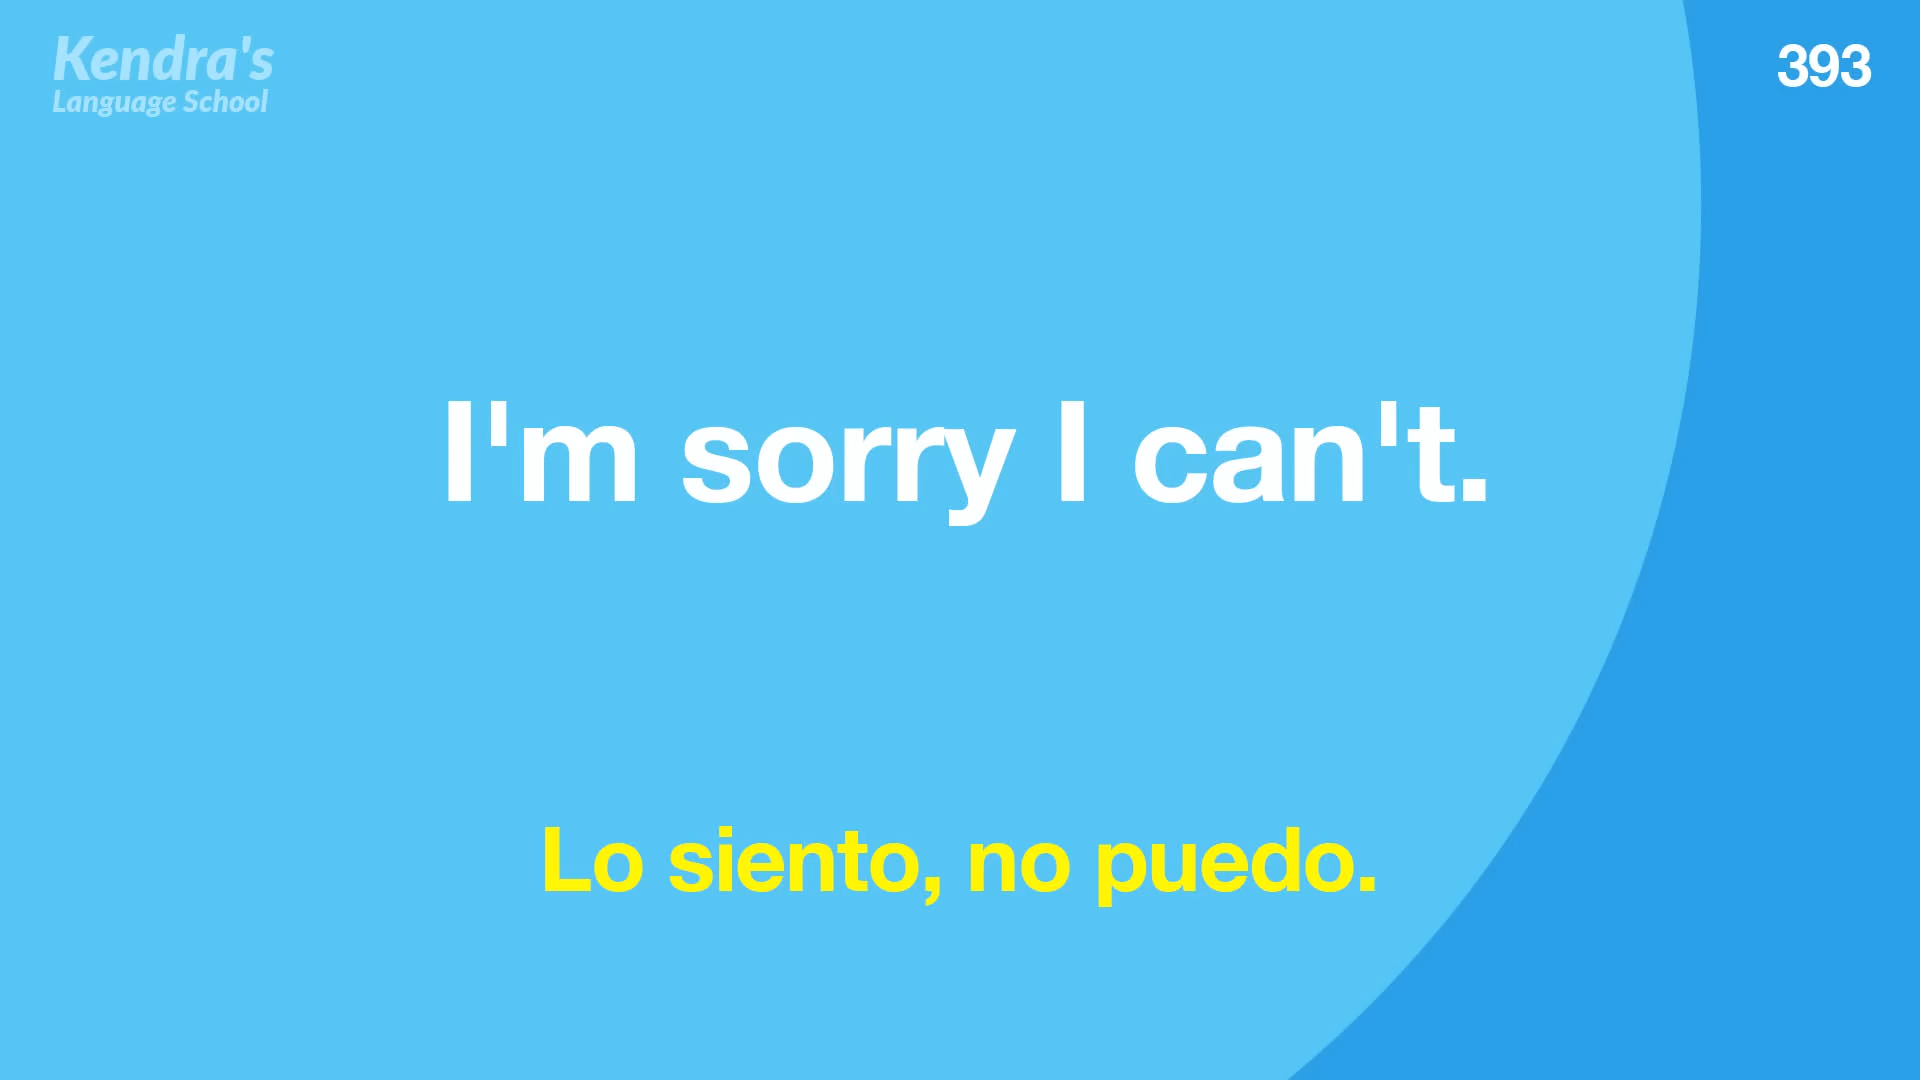 Kendra's
Language School
393
I'm sorry I can't.
Lo siento, no puedo.